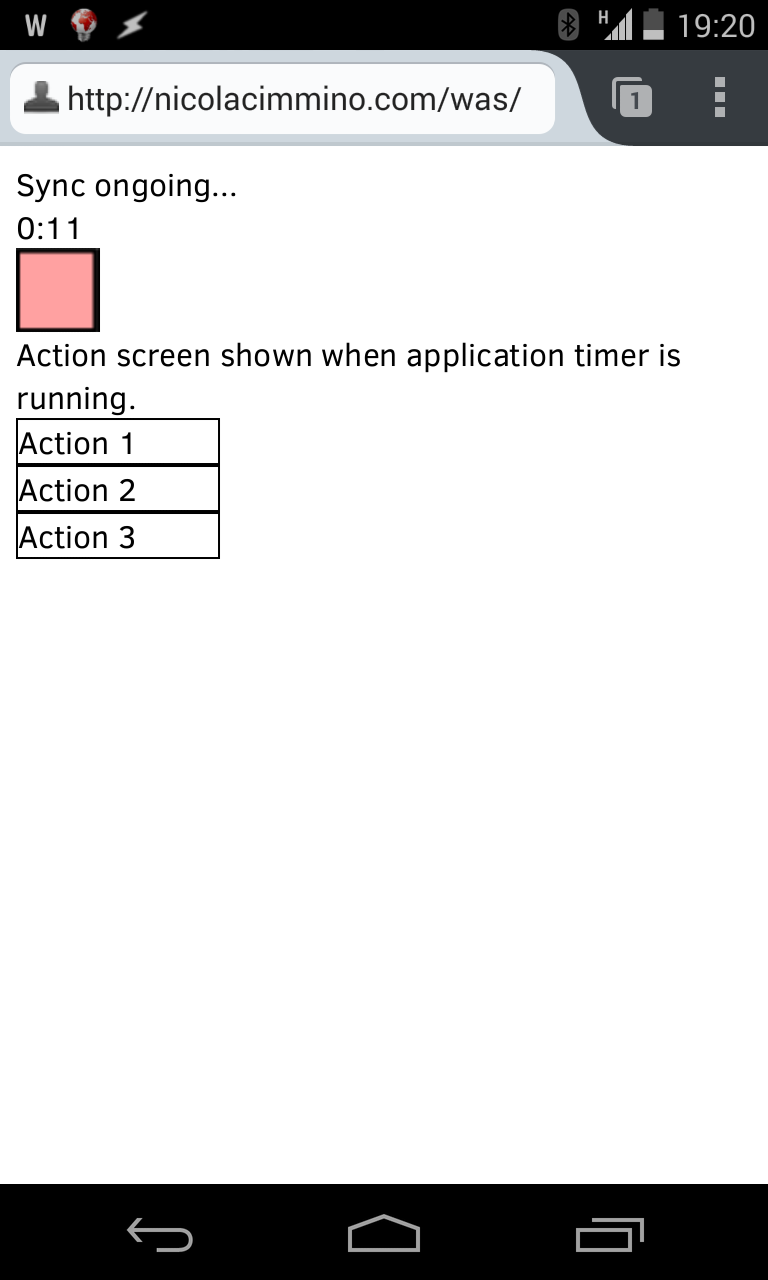 W
H
19:20
http://nicolacimmino.com/was/
1
Sync ongoing...
0:11
Action screen shown when application timer is
running.
Action 1
Action 2
Action 3